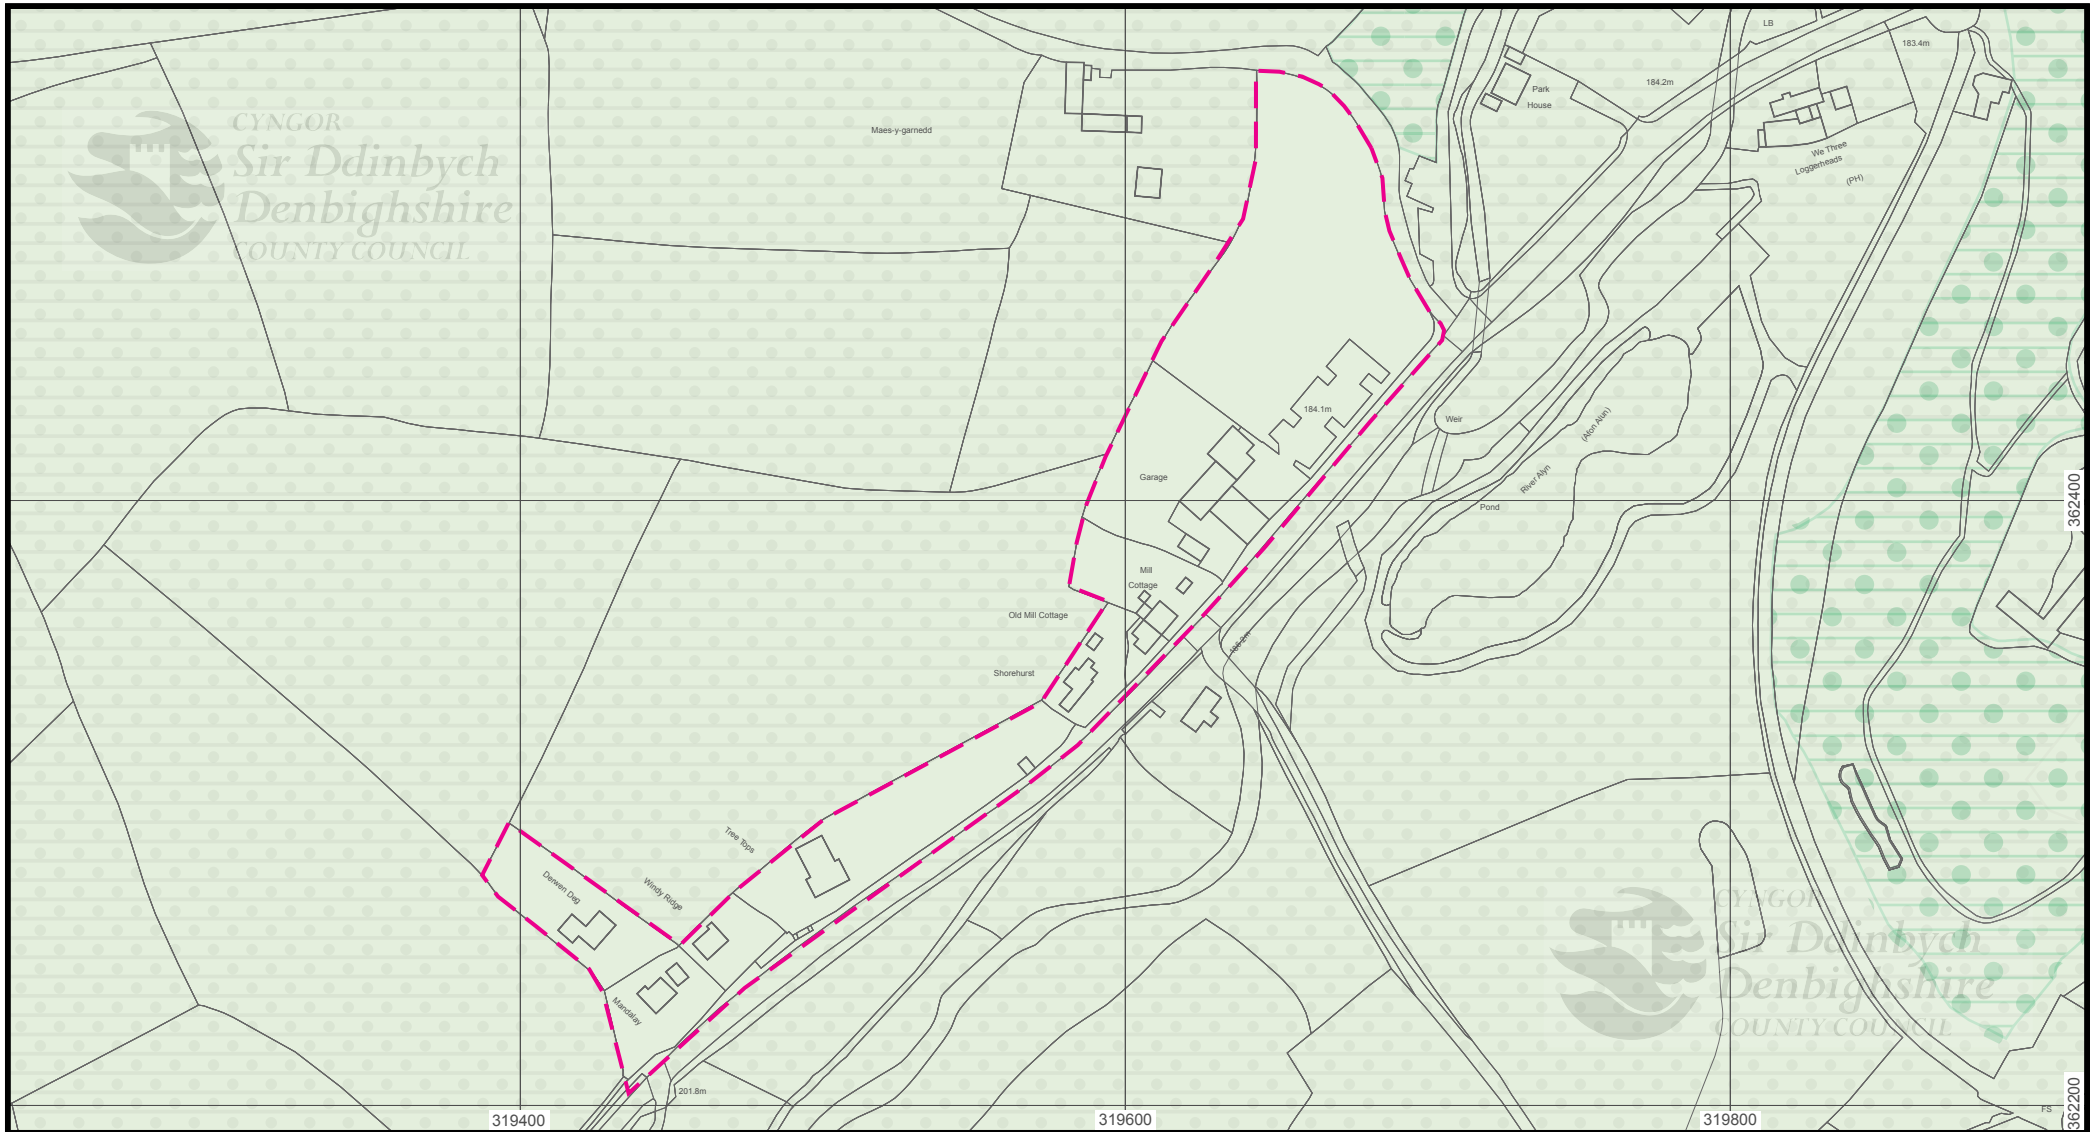 LB
183.4m
184.2m
Park
House
CYNGOR
Sir Ddinbych
Denbighshire
COUNTY COUNCIL
Maes-y-garnedd
We Three
Loggerheads
(PH)
184.1m
Weir
(Afon Alun)
River Alyn
Garage
Pond
362400
Mill
Cottage
Old Mill Cottage
186.2m
Shorehurst
Tree Tops
Derwen Deg
Windy Ridge
CYNGOR
Sir Ddinbych
Denbighshire
COUNTY COUNCIL
Mandalay
201.8m
FS
362200
319400
319600
319800